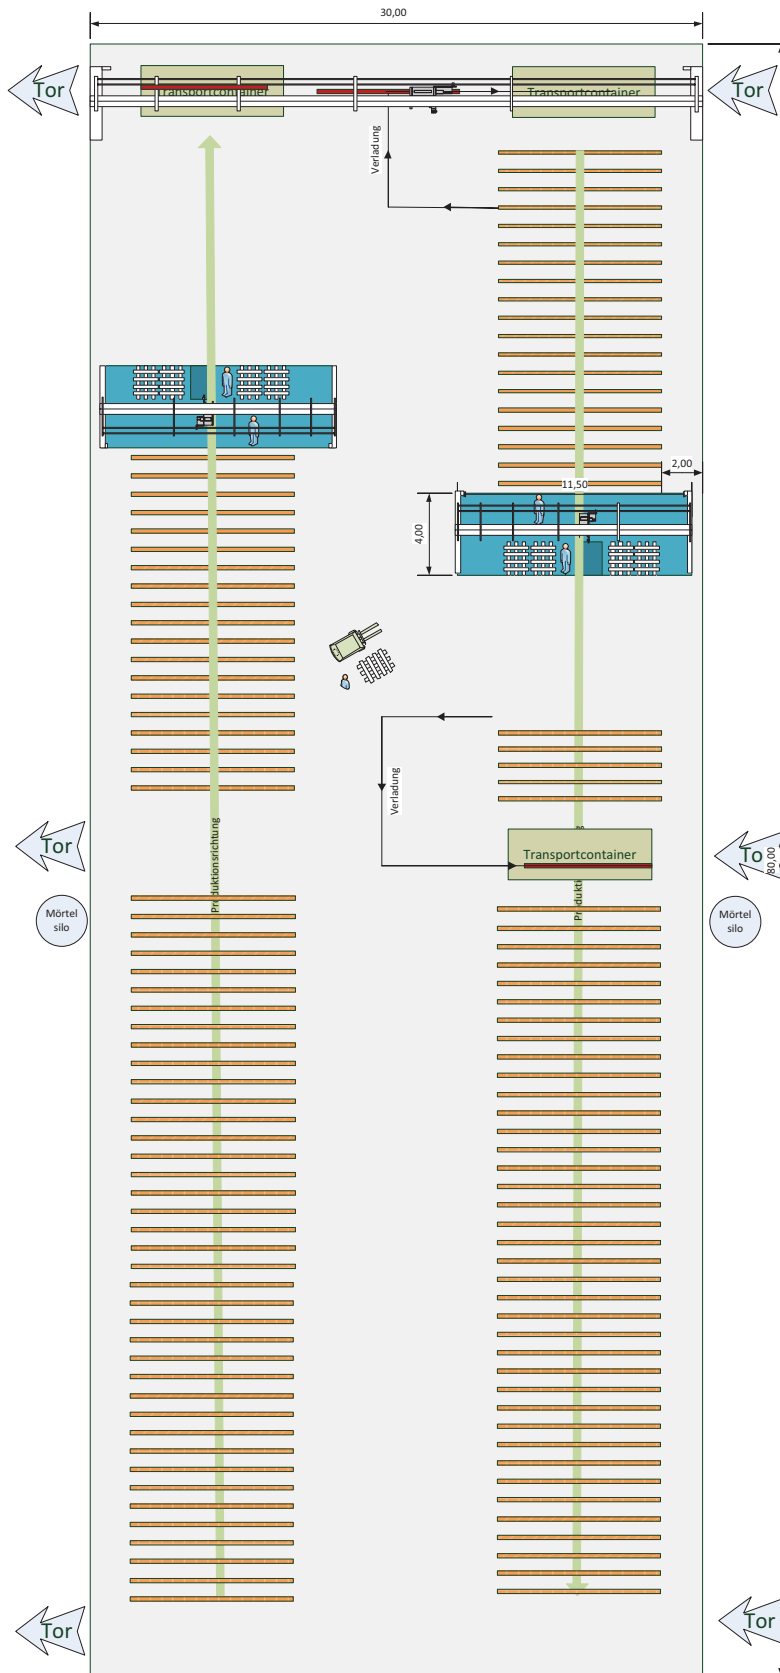 30,00
Tor
Transportcontainer
Transportcontainer
Tor
Verladung
2,00
11,50
4,00
Verladung
Produktionsrichtung
Tor
Transportcontainer
To
80,00
Produkti
Mörtel
silo
Mörtel
silo
Tor
Tor